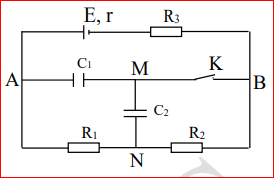 E, r R₃
C₁ M K
A B
C₂
R₁ R₂
N